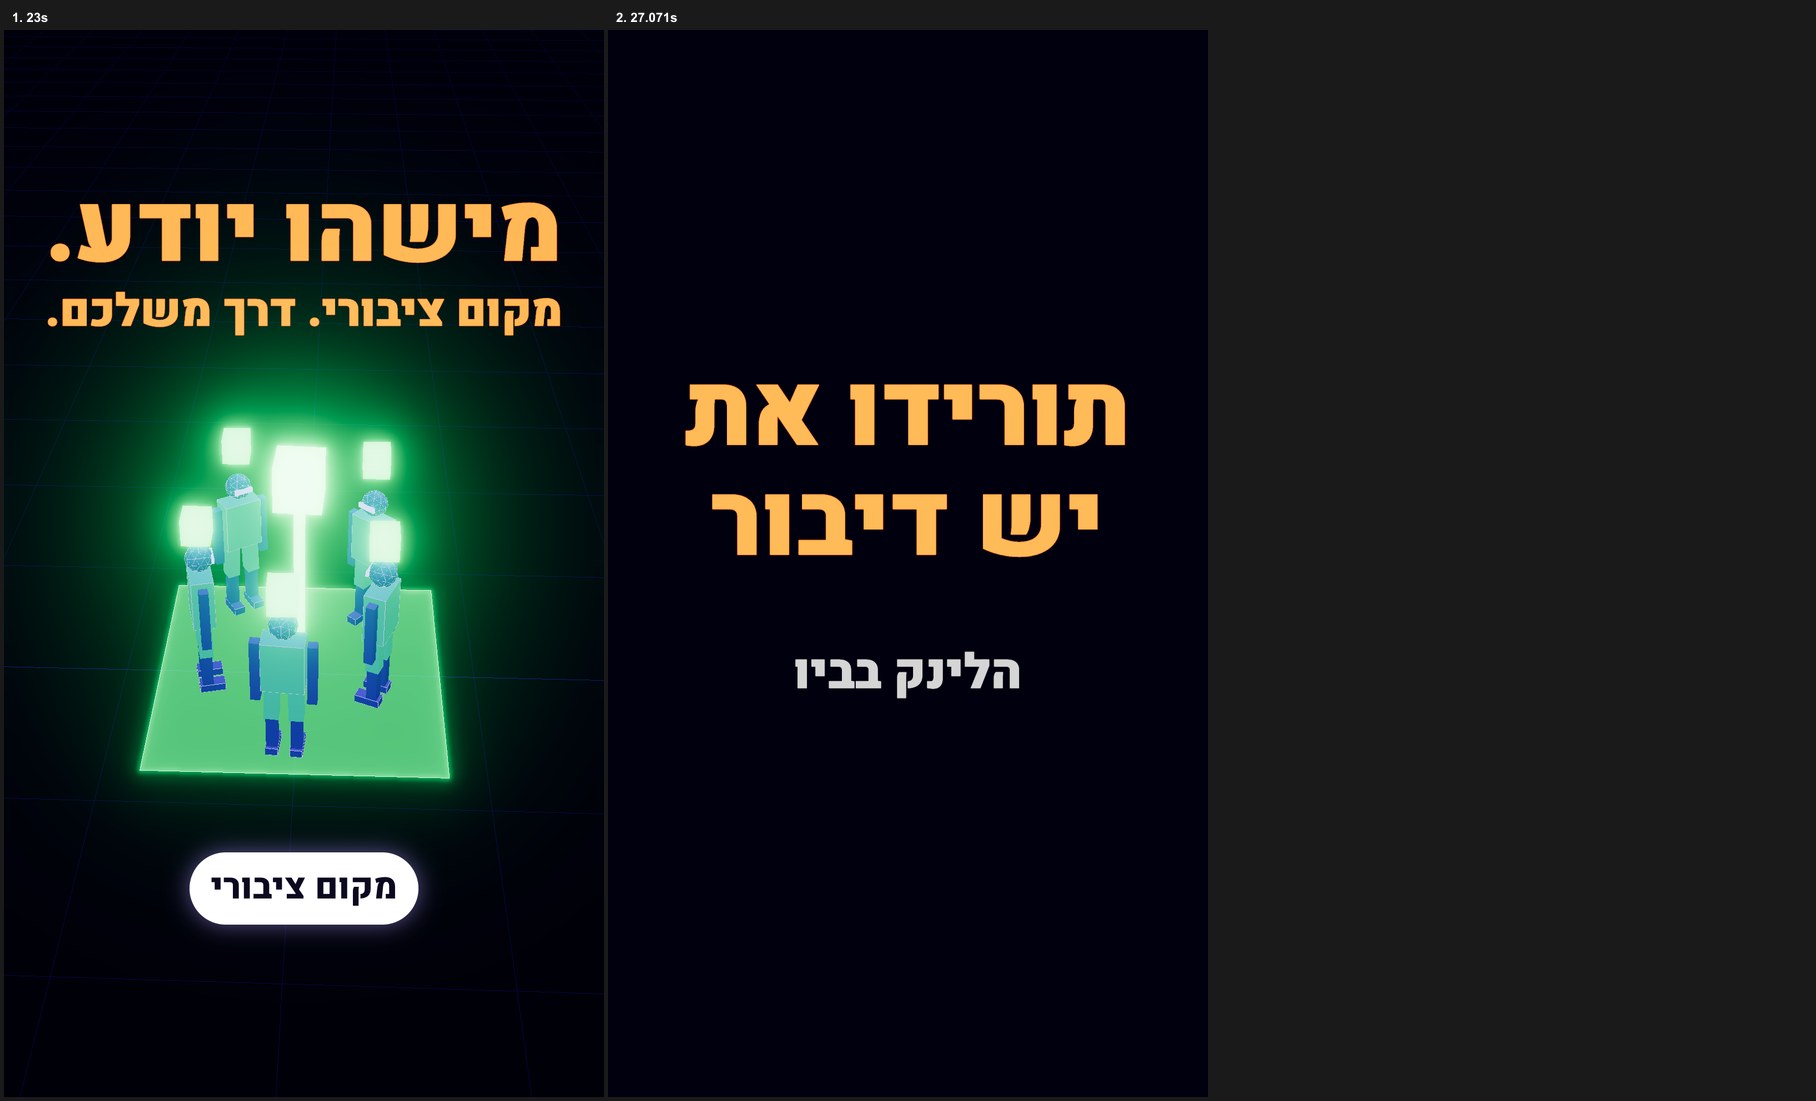 1. 23s
מישהו יודע.
מקום ציבורי. דרך משלכם.
מקום ציבורי
2. 27.071s
תורידו את
יש דיבור
הלינק בביו